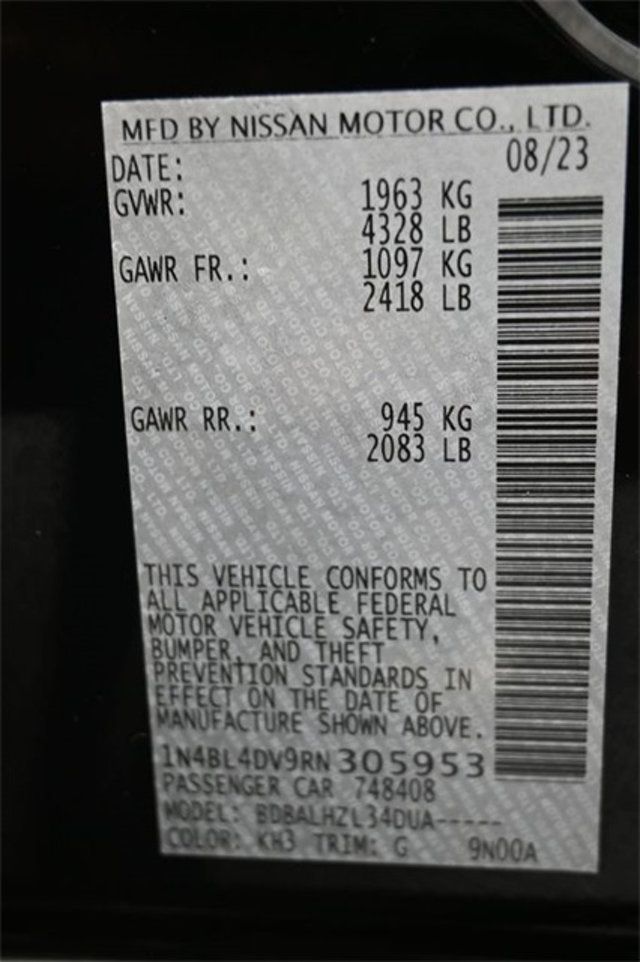 MFD BY NISSAN MOTOR CO., LTD.
DATE: 08/23
GVWR: 1963 KG
4328 LB
GAWR FR.: 1097 KG
2418 LB
GAWR RR.: 945 KG
2083 LB
THIS VEHICLE CONFORMS TO
ALL APPLICABLE FEDERAL
MOTOR VEHICLE SAFETY,
BUMPER, AND THEFT
PREVENTION STANDARDS IN
EFFECT ON THE DATE OF
MANUFACTURE SHOWN ABOVE.
1N4BL4DV9RN305953
PASSENGER CAR 748408
MODEL: BDBALHZL34DUA-----
COLOR: KH3 TRIM: G 9N00A